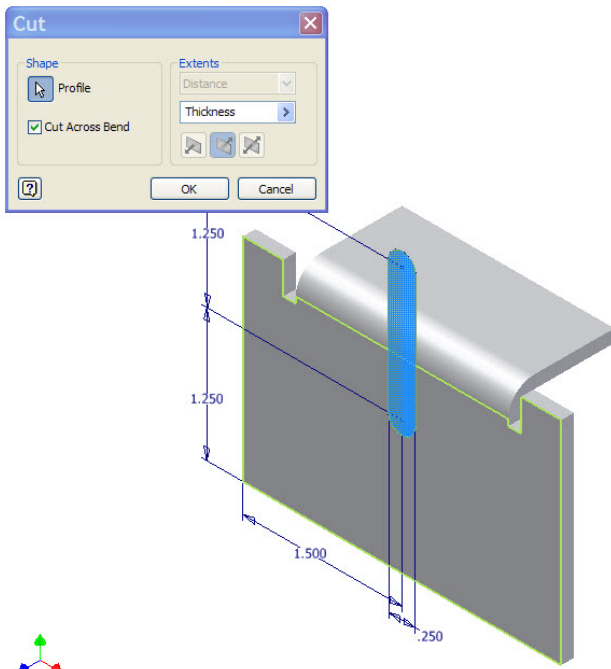 Cut
Shape
Profile
Cut Across Bend
Extents
Distance
Thickness
?
OK
Cancel
1.250
1.250
1.500
.250